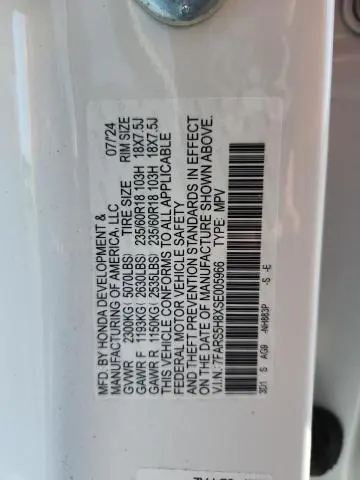 MFD. BY HONDA DEVELOPMENT & 07/'24
MANUFACTURING OF AMERICA, LLC
GVWR 2300KG ( 5070LBS) TIRE SIZE RIM SIZE
GAWR F 1193KG ( 2630LBS) 235/60R18 103H 18X7.5J
GAWR R 1150KG ( 2535LBS) 235/60R18 103H 18X7.5J
THIS VEHICLE CONFORMS TO ALL APPLICABLE
FEDERAL MOTOR VEHICLE SAFETY
AND THEFT PREVENTION STANDARDS IN EFFECT
ON THE DATE OF MANUFACTURE SHOWN ABOVE.
V.I.N.: 7FARS5H8XSE005966 TYPE: MPV
3D1 S AG9 -NH883P -S -E